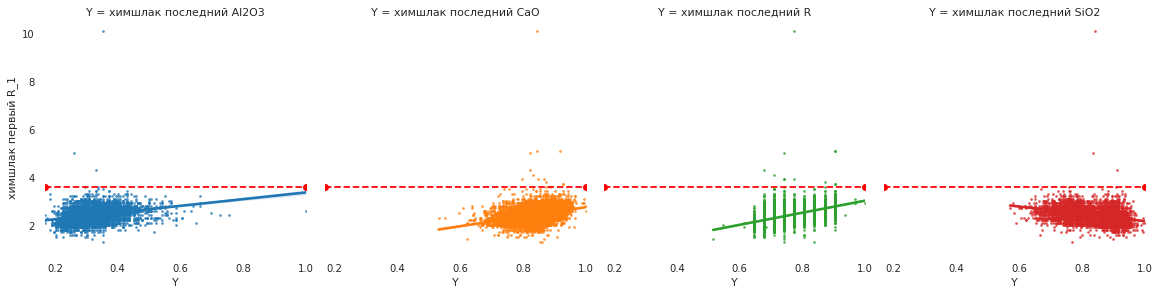 Y = химшлак последний Al2O3
Y = химшлак последний CaO
Y = химшлак последний R
Y = химшлак последний SiO2
химшлак первый R_1
10
8
6
4
2
0.2 0.4 0.6 0.8 1.0
0.2 0.4 0.6 0.8 1.0
0.2 0.4 0.6 0.8 1.0
0.2 0.4 0.6 0.8 1.0
Y
Y
Y
Y